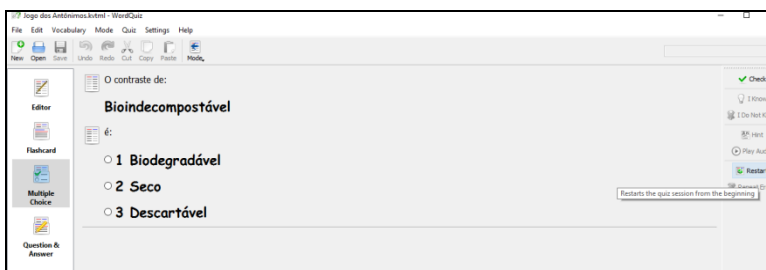 Jogo dos Antônimos.kvtml - WordQuiz
File Edit Vocabulary Mode Quiz Settings Help
New Open Save Undo Redo Cut Copy Paste Mode
Editor
Flashcard
Multiple
Choice
Question &
Answer
O contraste de:
Bioindecompostável
é:
1 Biodegradável
2 Seco
3 Descartável
Check
I Know
I Do Not K
Hint
Play Aud
Restar
Restarts the quiz session from the beginning